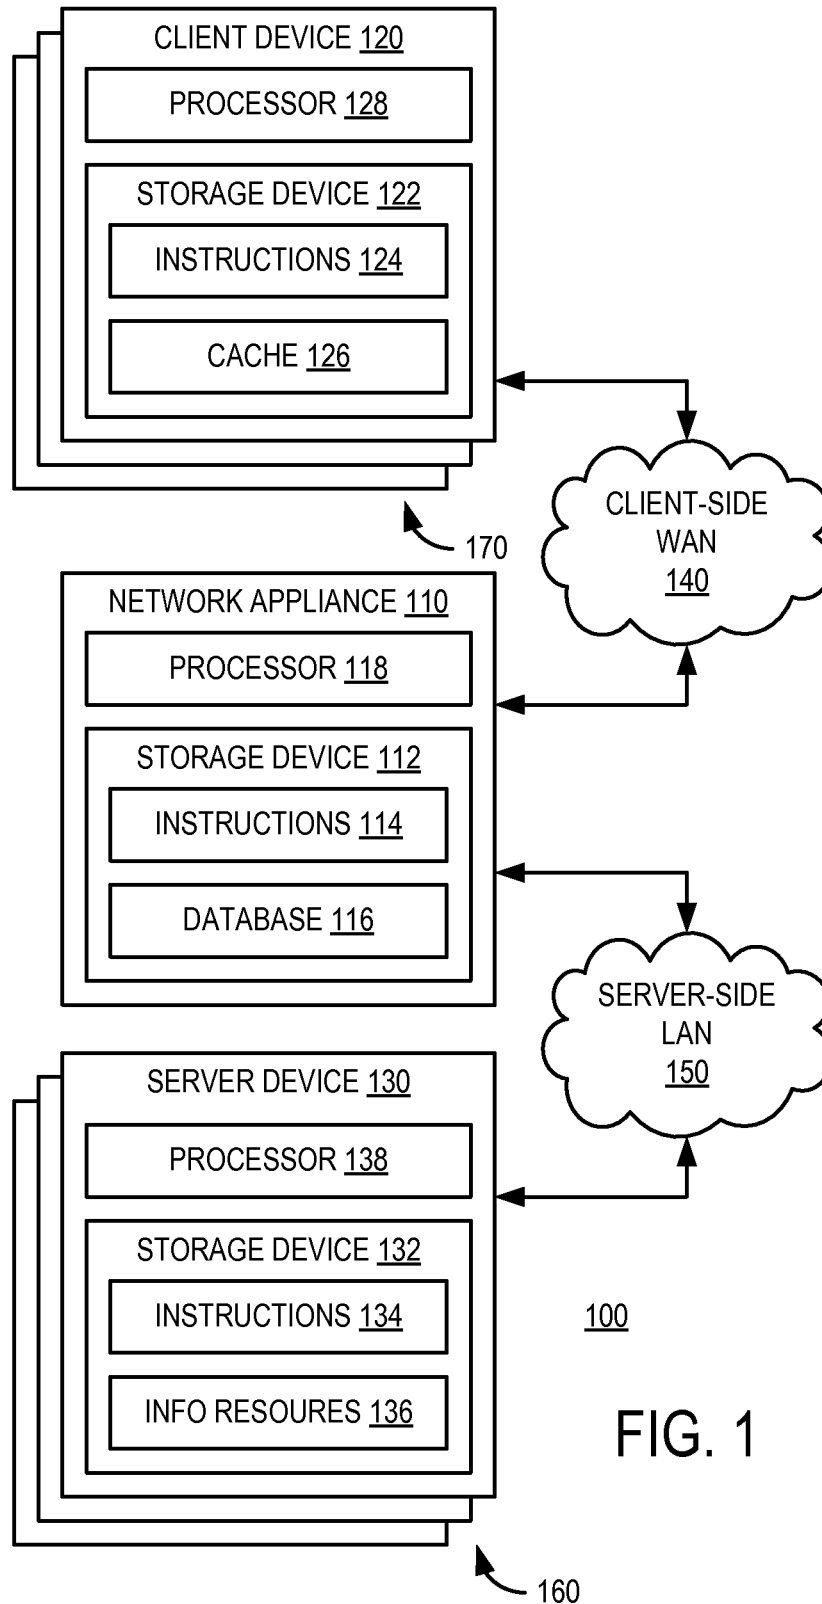 CLIENT DEVICE 120
PROCESSOR 128
STORAGE DEVICE 122
INSTRUCTIONS 124
CACHE 126
CLIENT-SIDE
WAN
140
170
NETWORK APPLIANCE 110
PROCESSOR 118
STORAGE DEVICE 112
INSTRUCTIONS 114
DATABASE 116
SERVER-SIDE
LAN
150
SERVER DEVICE 130
PROCESSOR 138
STORAGE DEVICE 132
INSTRUCTIONS 134
INFO RESOURES 136
100
FIG. 1
160